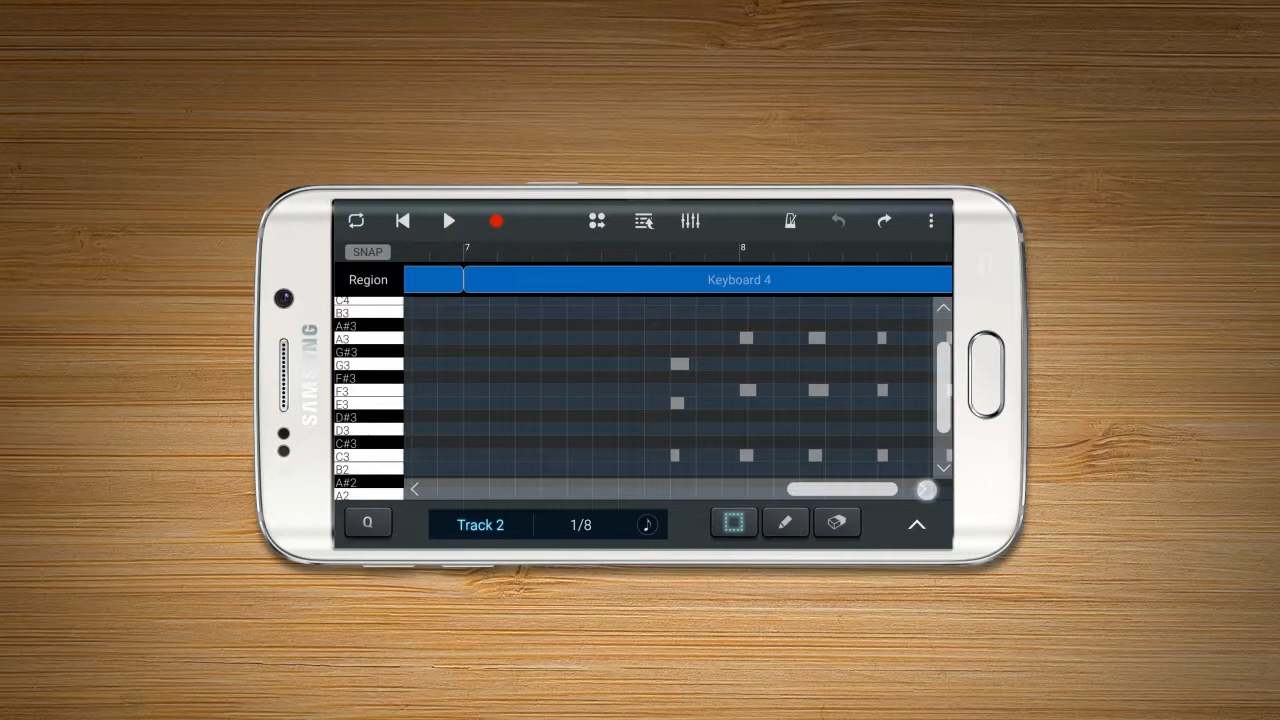 SNAP
7
8
Region
Keyboard 4
C4
B3
A#3
A3
G#3
G3
F#3
F3
E3
D#3
D3
C#3
C3
B2
A#2
A2
Q
Track 2
1/8
SAMSUNG